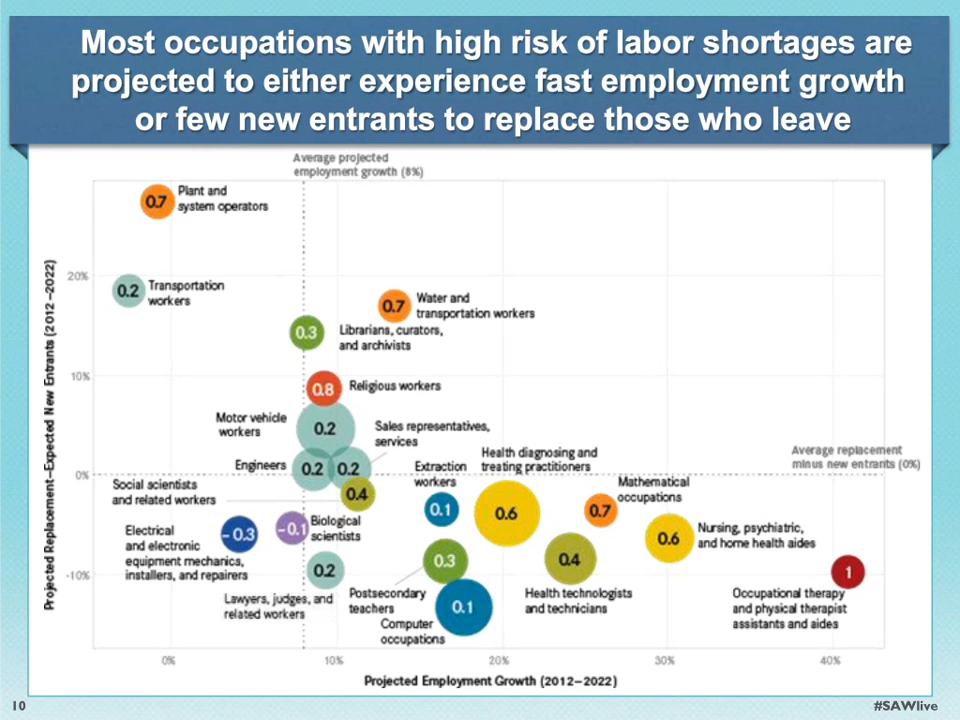 Most occupations with high risk of labor shortages are
projected to either experience fast employment growth
or few new entrants to replace those who leave
Average projected
employment growth (8%)
0.7
Plant and
system operators
20%
0.2
Transportation
workers
0.7
Water and
transportation workers
0.3
Librarians, curators,
and archivists
10%
0.8
Religious workers
Motor vehicle
workers
0.2
Sales representatives,
services
Engineers
0.2
0.2
0%
Average replacement
minus new entrants (0%)
Extraction
workers
0.1
Health diagnosing and
treating practitioners
0.6
Mathematical
occupations
0.7
Social scientists
and related workers
0.4
Electrical
and electronic
equipment mechanics,
installers, and repairers
-0.3
-0.1
Biological
scientists
0.6
Nursing, psychiatric,
and home health aides
-10%
0.2
Lawyers, judges, and
related workers
0.3
Postsecondary
teachers
0.4
Health technologists
and technicians
1
Occupational therapy
and physical therapist
assistants and aides
0.1
Computer
occupations
0%
10%
20%
30%
40%
Projected Replacement–Expected New Entrants (2012–2022)
Projected Employment Growth (2012–2022)
10
#SAWlive